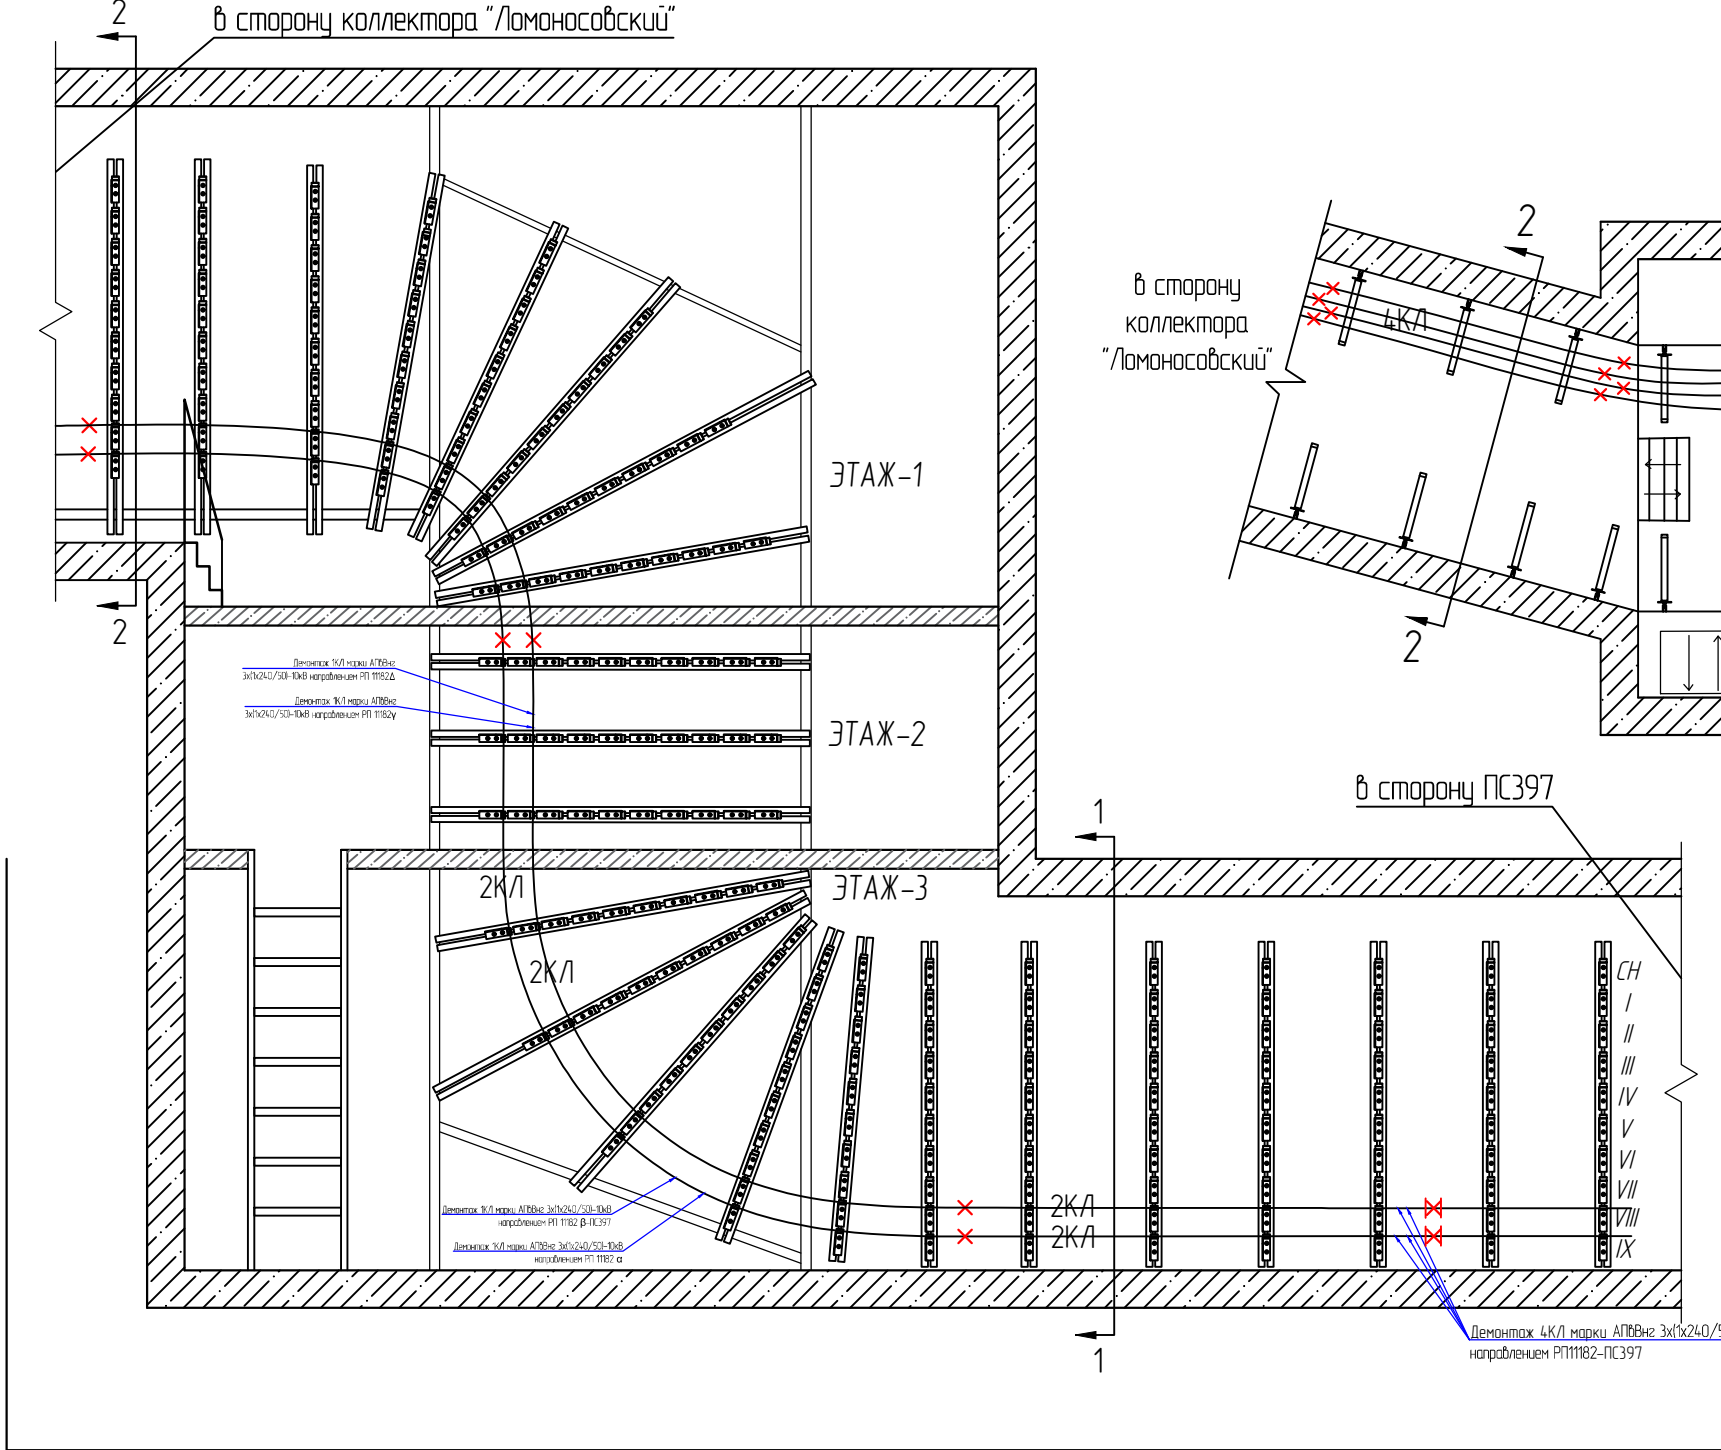 2
в сторону коллектора "Ломоносовский"
2
в сторону
коллектора
"Ломоносовский"
4КЛ
ЭТАЖ-1
2
2
Демонтаж 1КЛ марки АПвВнг
3х(1х240/50)-10кВ направлением РП 11182Δ
Демонтаж 1КЛ марки АПвВнг
3х(1х240/50)-10кВ направлением РП 11182γ
ЭТАЖ-2
в сторону ПС397
1
2КЛ
ЭТАЖ-3
2КЛ
СН
I
II
III
IV
V
VI
VII
VIII
IX
2КЛ
2КЛ
Демонтаж 1КЛ марки АПвВнг 3х(1х240/50)-10кВ
направлением РП 11182 β-ПС397
Демонтаж 1КЛ марки АПвВнг 3х(1х240/50)-10кВ
направлением РП 11182 α
Демонтаж 4КЛ марки АПвВнг 3х(1х240/5
направлением РП11182-ПС397
1